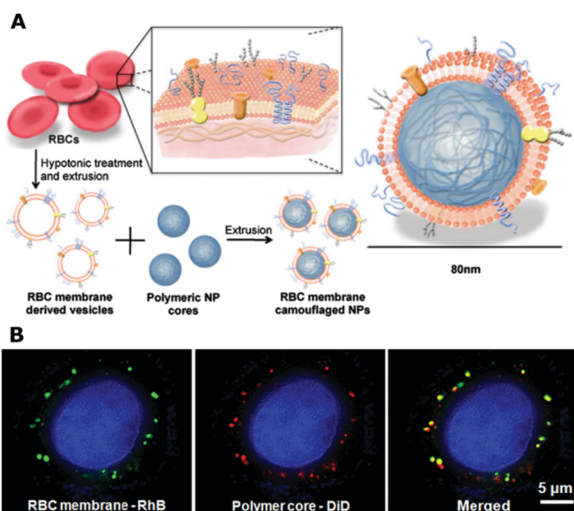 A
RBCs
Hypotonic treatment
and extrusion
Extrusion
RBC membrane
derived vesicles
Polymeric NP
cores
RBC membrane
camouflaged NPs
80nm
B
RBC membrane - RhB
Polymer core - DiD
Merged
5 µm